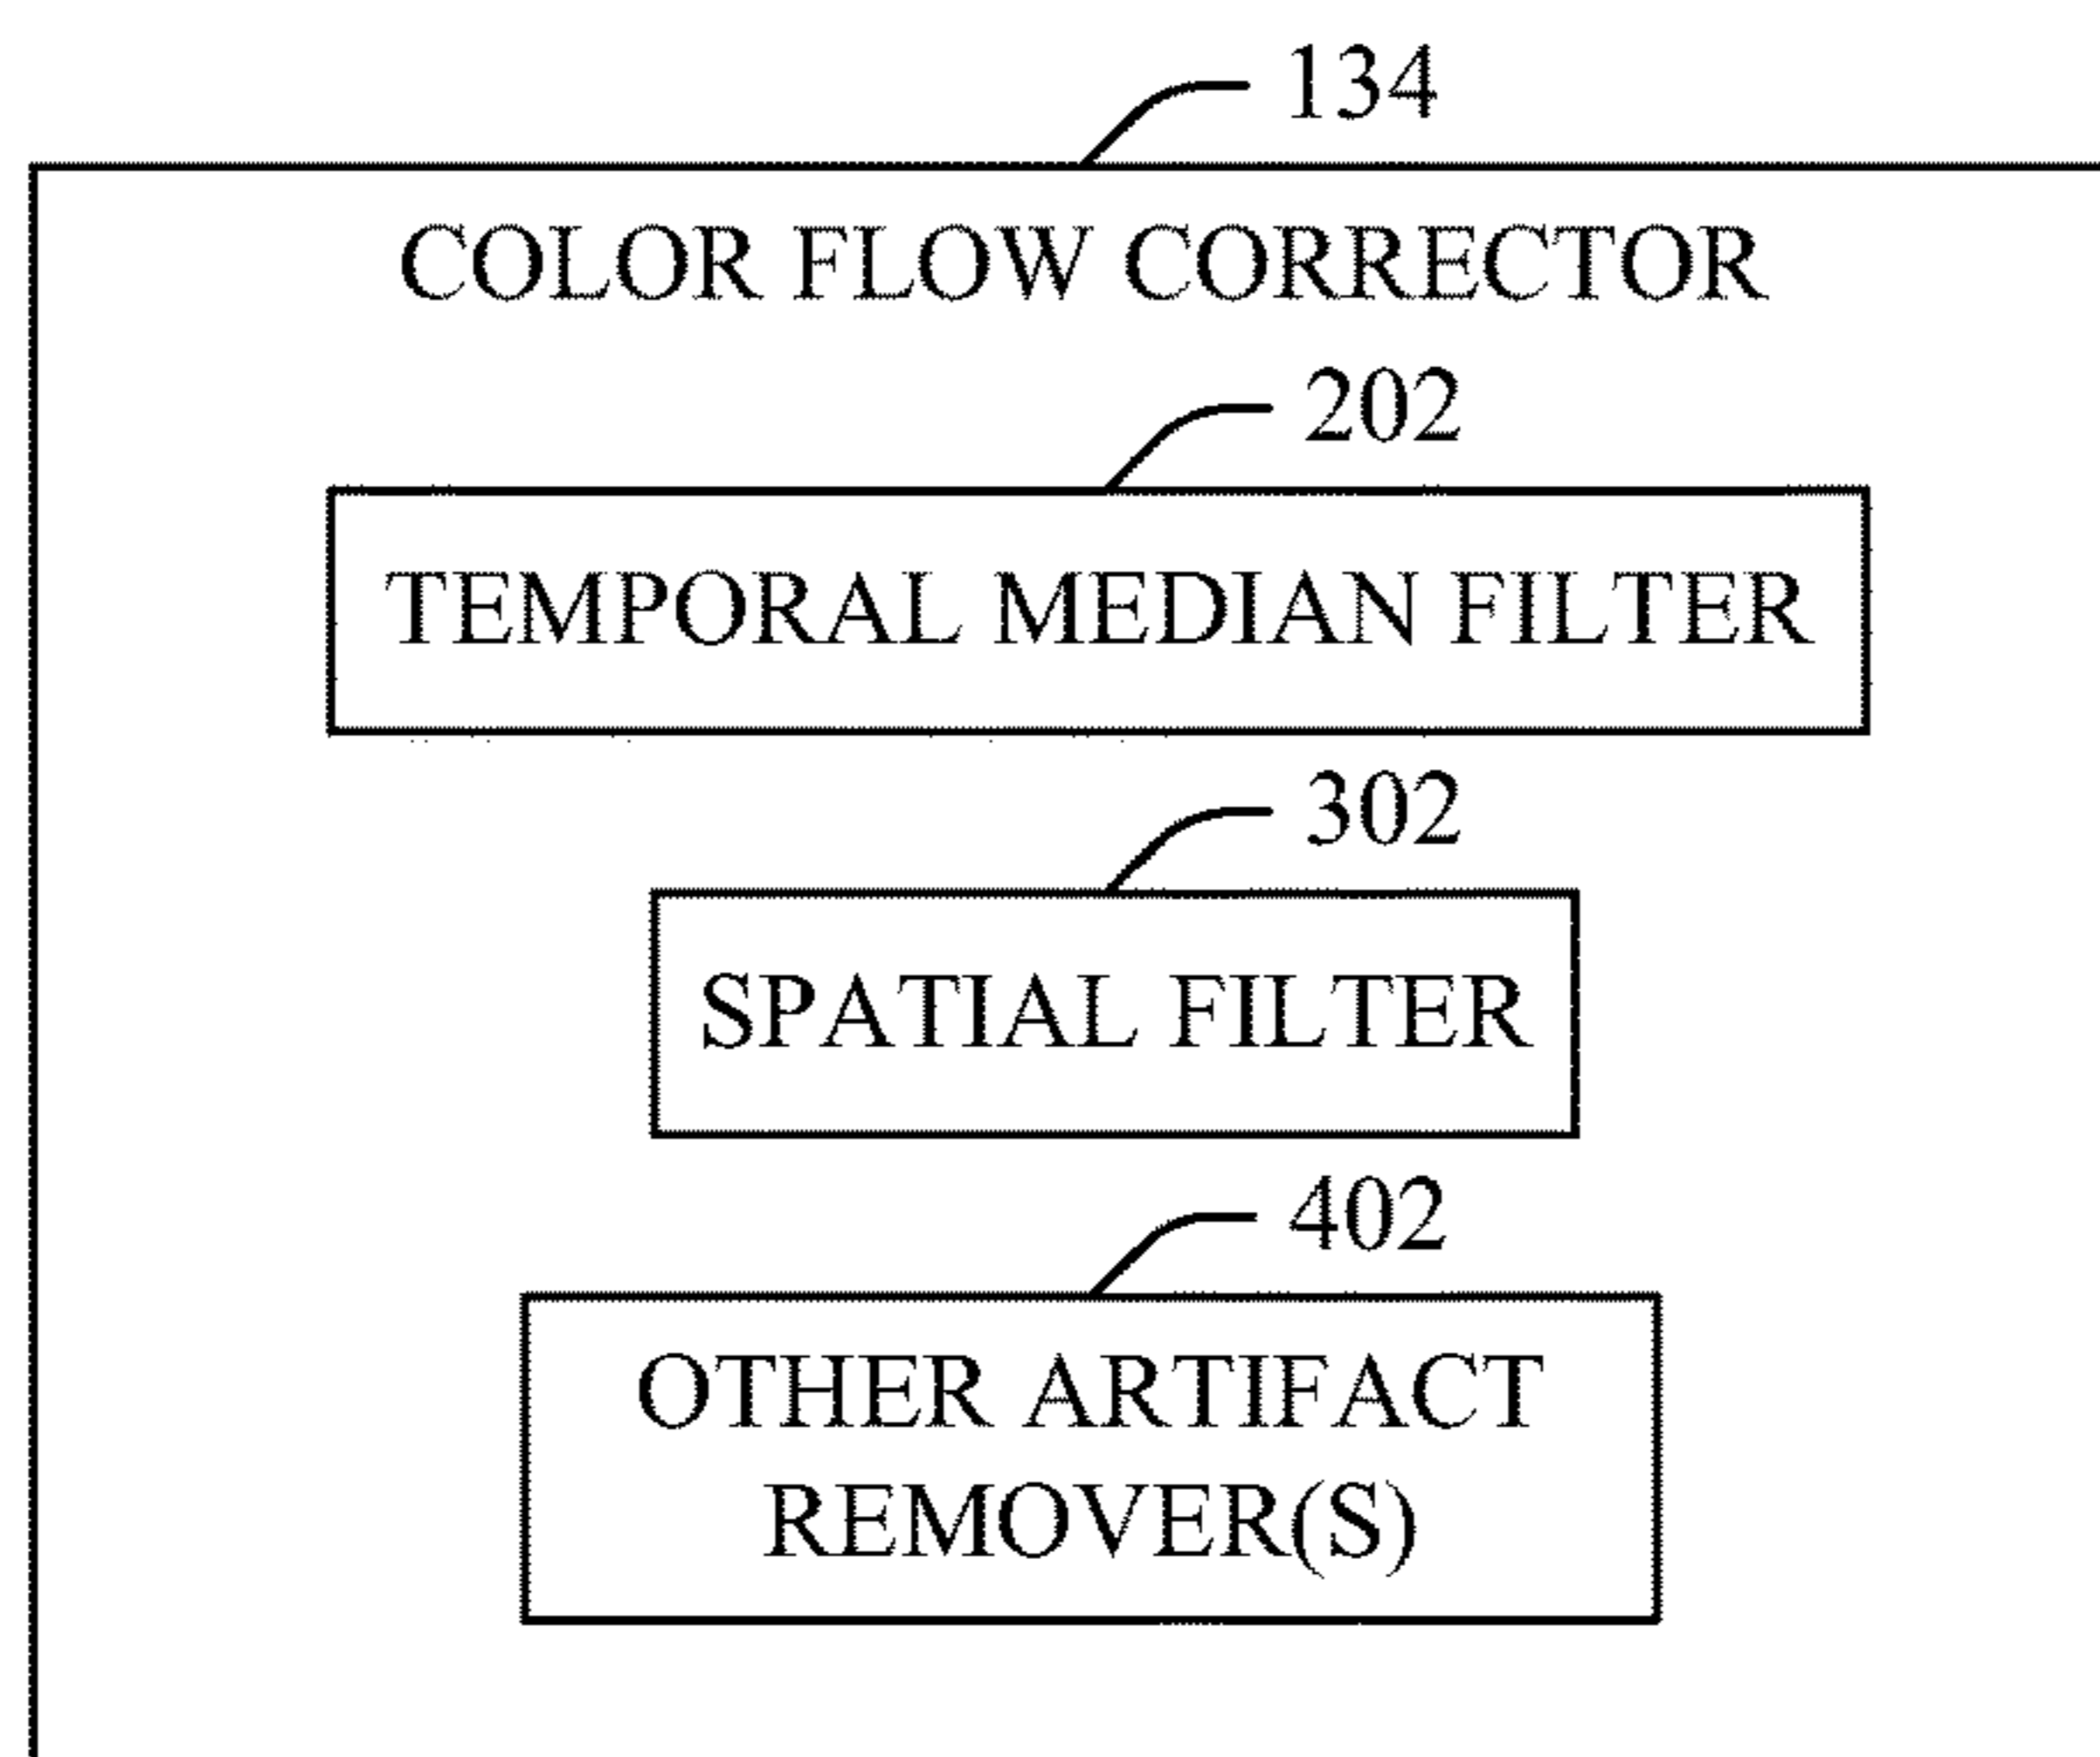 134
COLOR FLOW CORRECTOR
202
TEMPORAL MEDIAN FILTER
302
SPATIAL FILTER
402
OTHER ARTIFACT
REMOVER(S)